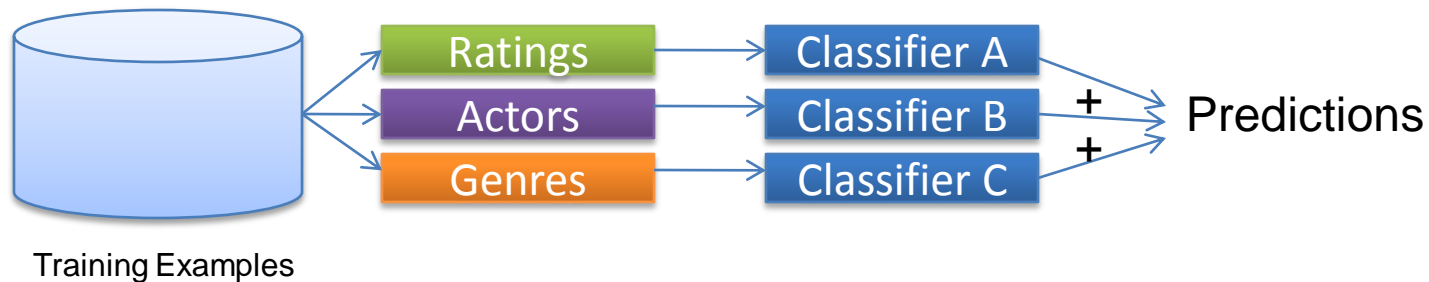 Ratings
Classifier A
+
Actors
Classifier B
Predictions
+
Genres
Classifier C
Training Examples